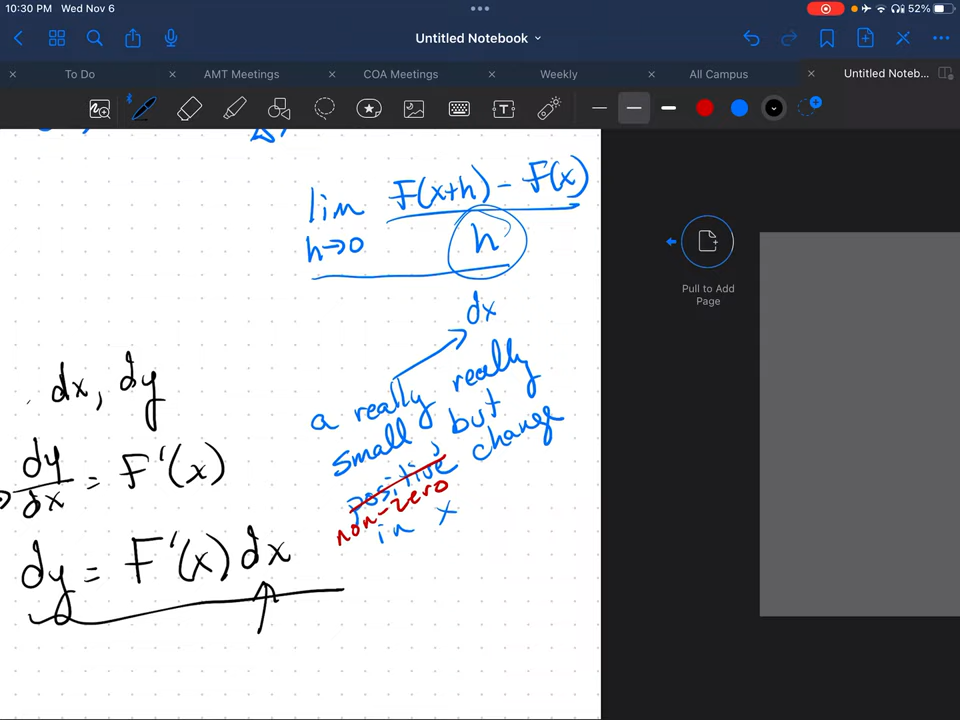 10:30 PM Wed Nov 6
52%
Untitled Notebook
To Do
AMT Meetings
COA Meetings
Weekly
All Campus
Untitled Noteb...
lim F(x+h) - F(x)
h→0 h
dx
a really really
small, but
positive change
non-zero
in x
dx, dy
dy/dx = F'(x)
dy = F'(x) dx
Pull to Add
Page